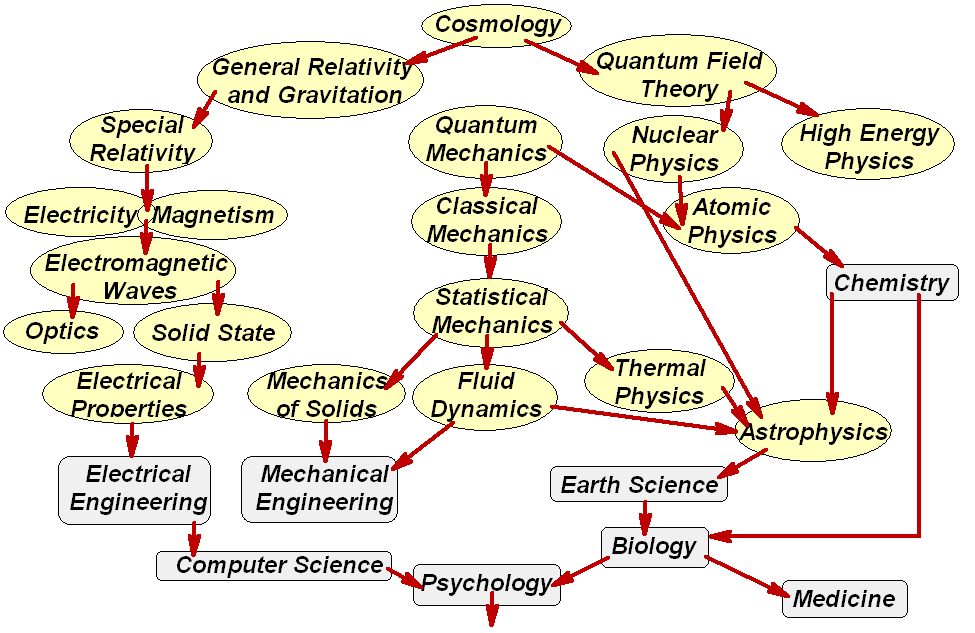 Cosmology
General Relativity
and Gravitation
Quantum Field
Theory
Special
Relativity
Quantum
Mechanics
Nuclear
Physics
High Energy
Physics
Electricity
Magnetism
Classical
Mechanics
Atomic
Physics
Electromagnetic
Waves
Chemistry
Optics
Solid State
Statistical
Mechanics
Electrical
Properties
Mechanics
of Solids
Fluid
Dynamics
Thermal
Physics
Astrophysics
Electrical
Engineering
Mechanical
Engineering
Earth Science
Biology
Computer Science
Psychology
Medicine